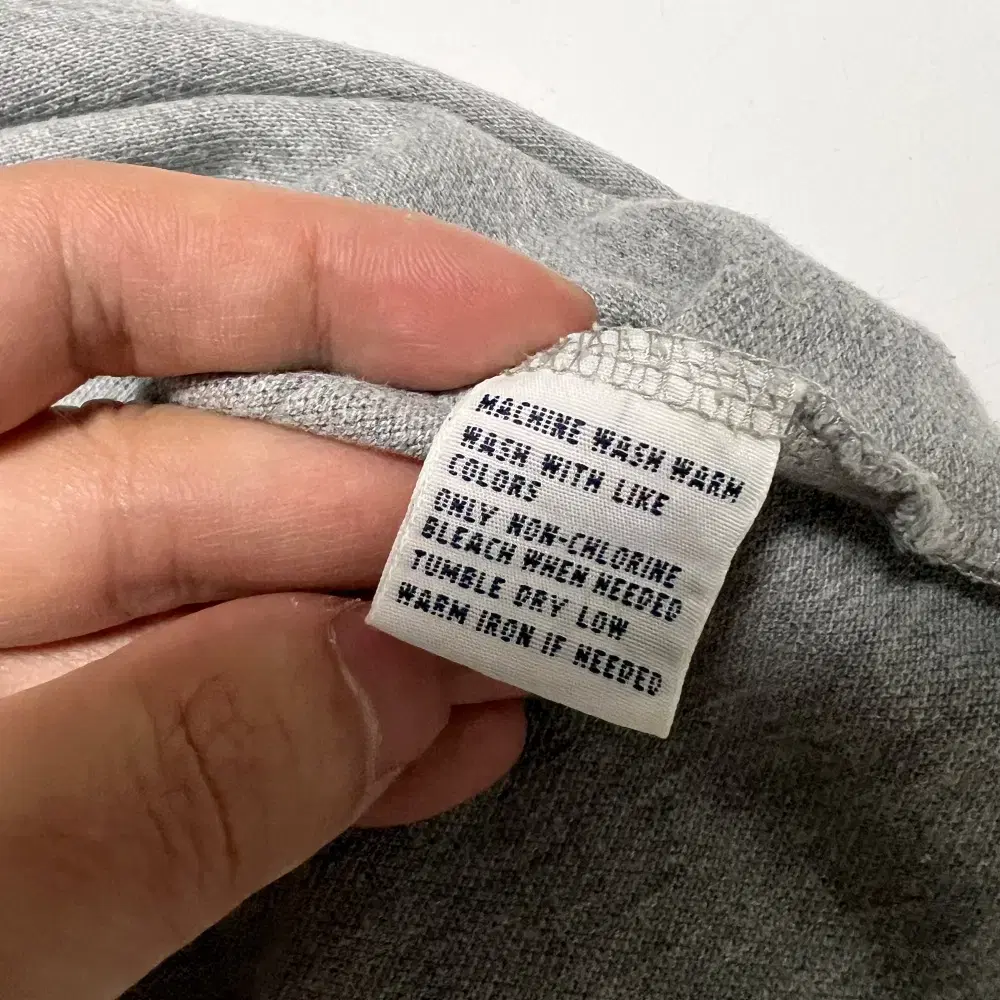 MACHINE WASH WARM
WASH WITH LIKE
COLORS
ONLY NON-CHLORINE
BLEACH WHEN NEEDED
TUMBLE DRY LOW
WARM IRON IF NEEDED